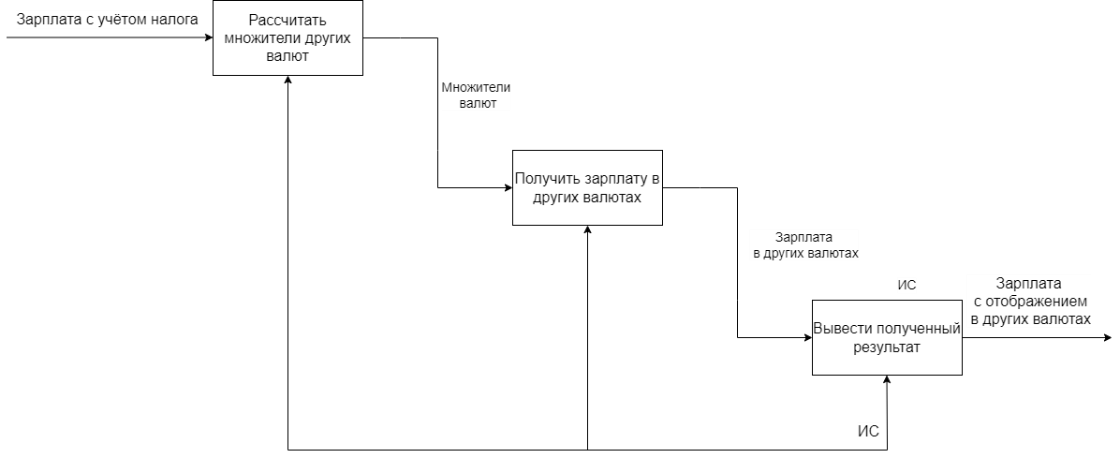 Зарплата с учётом налога
Рассчитать
множители других
валют
Множители
валют
Получить зарплату в
других валютах
Зарплата
в других валютах
ИС
Зарплата
с отображением
в других валютах
Вывести полученный
результат
ИС